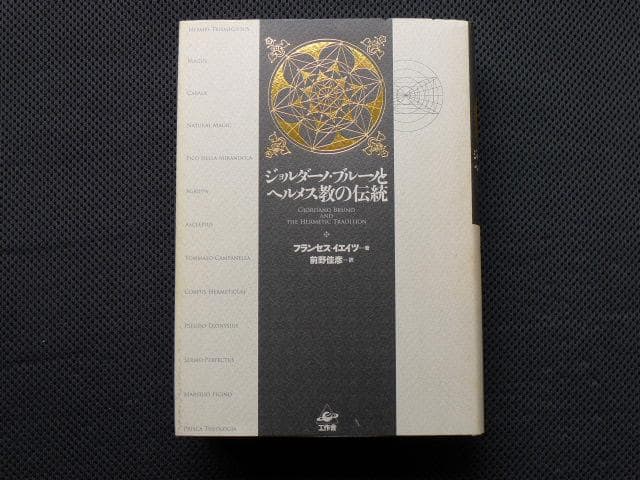 HERMES TRISMEGISTUS
MAGUS
CABALA
NATURAL MAGIC
PICO DELLA MIRANDOLA
AGRIPPA
ASCLEPIUS
TOMMASO CAMPANELLA
CORPUS HERMETICUM
PSEUDO DIONYSIUS
SERMO PERFECTUS
MARSILIO FICINO
PRISCA THEOLOGIA
ジョルダーノ・ブルーノと
ヘルメス教の伝統
GIORDANO BRUNO
AND
THE HERMETIC TRADITION
フランセス・イエイツ―著
前野佳彦―訳
工作舎